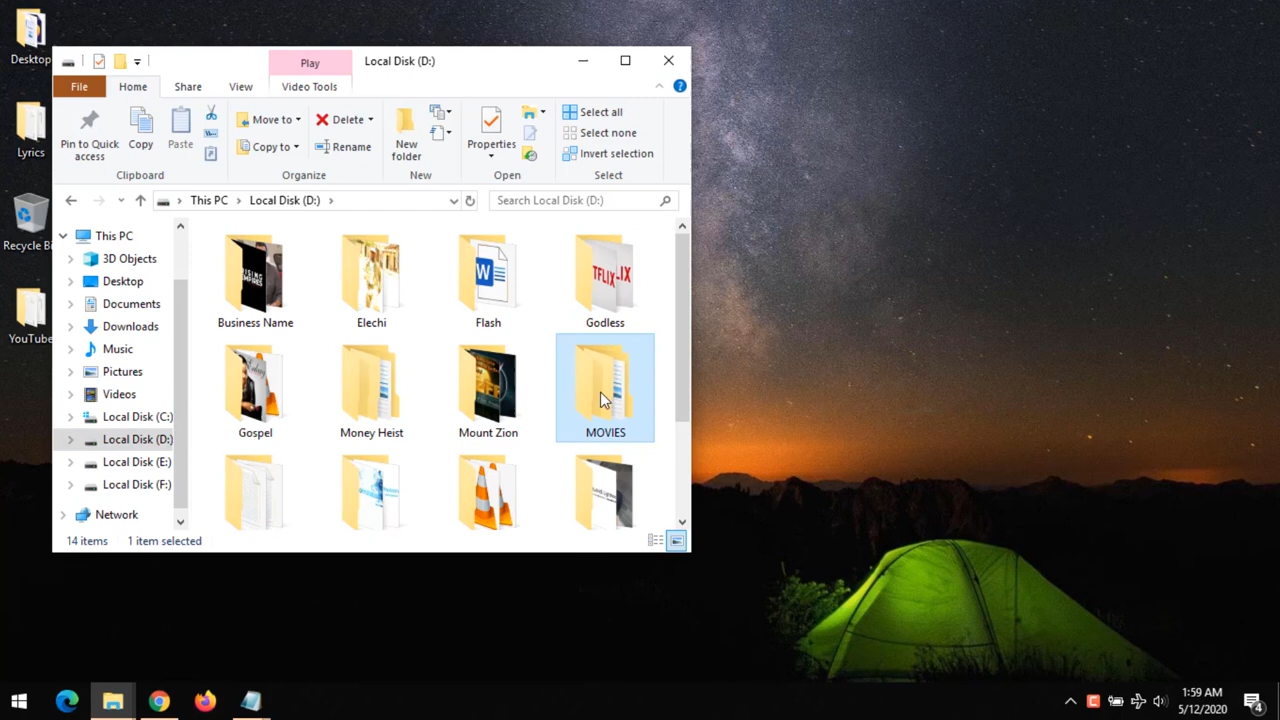 Desktop
Lyrics
Recycle Bi
YouTube
Play
Local Disk (D:)
File
Home
Share
View
Video Tools
Pin to Quick access
Copy
Paste
Clipboard
Move to
Copy to
Delete
Rename
Organize
New folder
New
Properties
Open
Select all
Select none
Invert selection
Select
This PC
Local Disk (D:)
Search Local Disk (D:)
This PC
3D Objects
Desktop
Documents
Downloads
Music
Pictures
Videos
Local Disk (C:)
Local Disk (D:)
Local Disk (E:)
Local Disk (F:)
Network
Business Name
Elechi
Flash
Godless
Gospel
Money Heist
Mount Zion
MOVIES
14 items
1 item selected
1:59 AM
5/12/2020
4